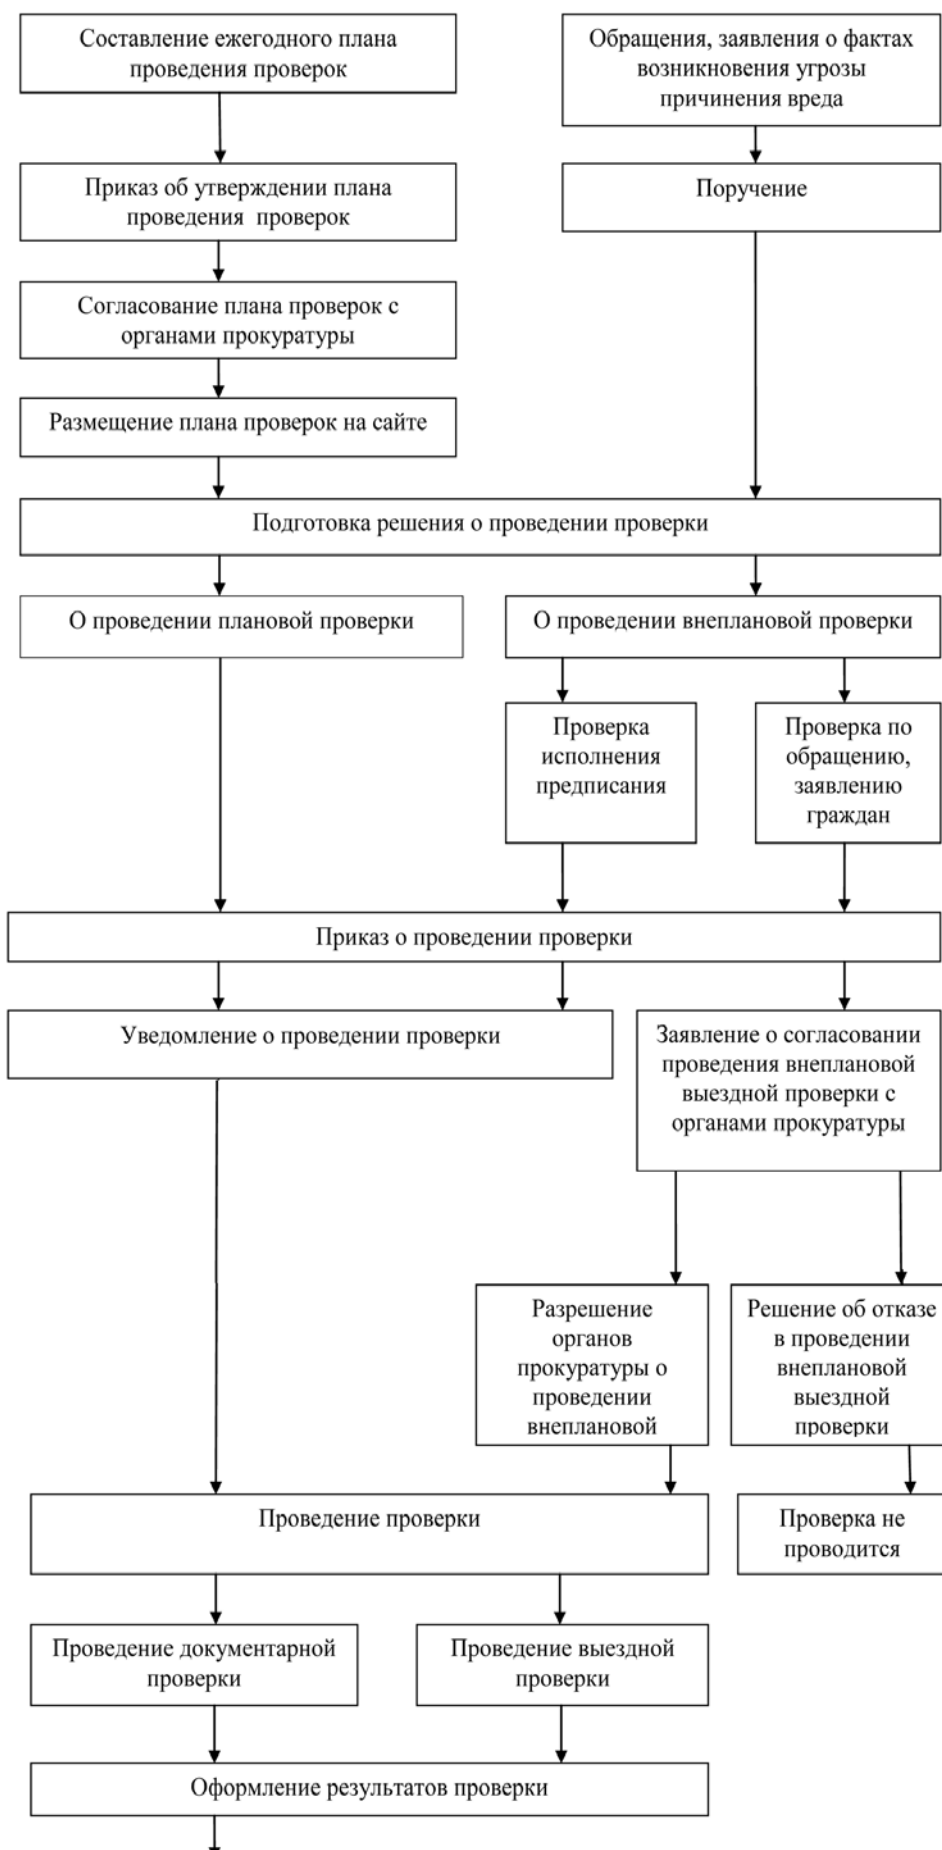 Составление ежегодного плана
проведения проверок
Обращения, заявления о фактах
возникновения угрозы
причинения вреда
Приказ об утверждении плана
проведения проверок
Поручение
Согласование плана проверок с
органами прокуратуры
Размещение плана проверок на сайте
Подготовка решения о проведении проверки
О проведении плановой проверки
О проведении внеплановой проверки
Проверка
исполнения
предписания
Проверка по
обращению,
заявлению
граждан
Приказ о проведении проверки
Уведомление о проведении проверки
Заявление о согласовании
проведения внеплановой
выездной проверки с
органами прокуратуры
Разрешение
органов
прокуратуры о
проведении
внеплановой
Решение об отказе
в проведении
внеплановой
выездной
проверки
Проведение проверки
Проверка не
проводится
Проведение документарной
проверки
Проведение выездной
проверки
Оформление результатов проверки